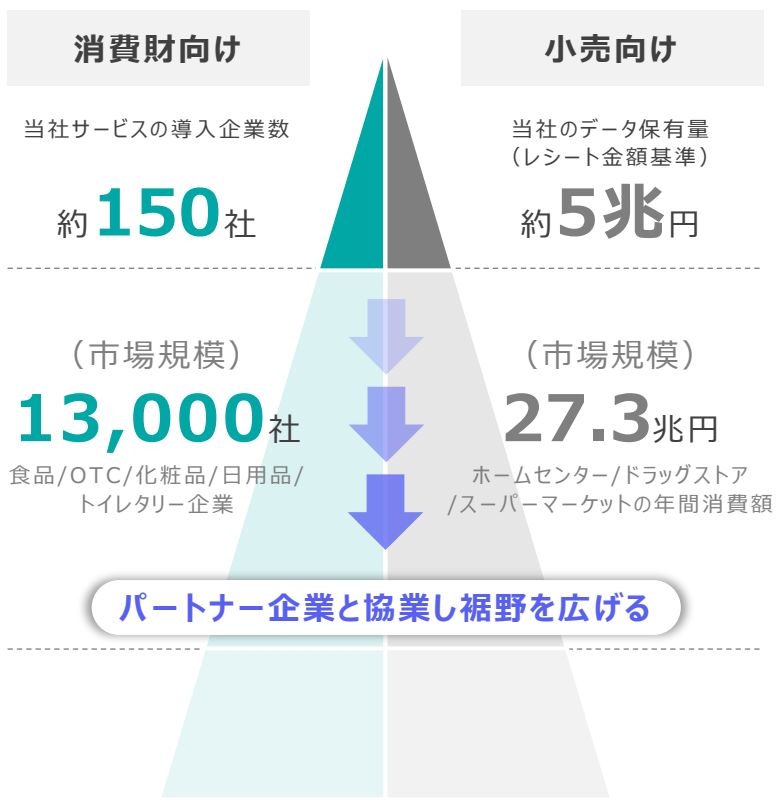 消費財向け
当社サービスの導入企業数
約150社
小売向け
当社のデータ保有量
（レシート金額基準）
約5兆円
（市場規模）
13,000社
食品/OTC/化粧品/日用品/
トイレタリー企業
（市場規模）
27.3兆円
ホームセンター/ドラッグストア
/スーパーマーケットの年間消費額
パートナー企業と協業し裾野を広げる